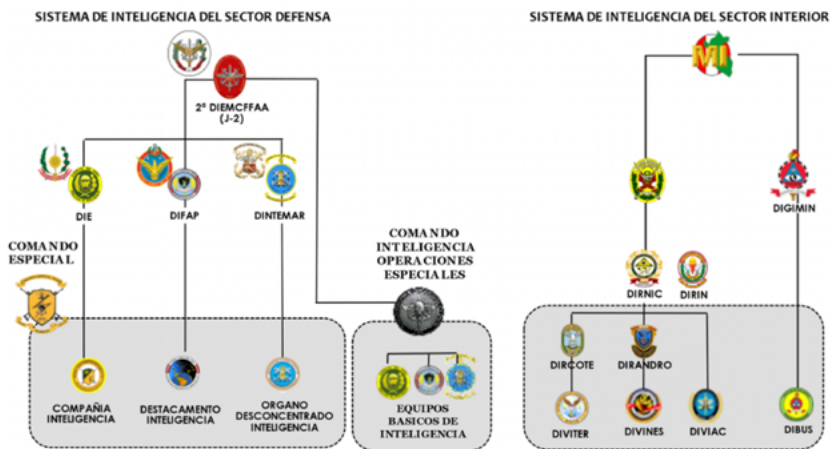 SISTEMA DE INTELIGENCIA DEL SECTOR DEFENSA
2ª DIEMCFFAA
(J-2)
DIE
DIFAP
DINTEMAR
COMANDO
ESPECIAL
COMANDO
INTELIGENCIA
OPERACIONES
ESPECIALES
COMPAÑIA
INTELIGENCIA
DESTACAMENTO
INTELIGENCIA
ORGANO
DESCONCENTRADO
INTELIGENCIA
EQUIPOS
BASICOS DE
INTELIGENCIA
SISTEMA DE INTELIGENCIA DEL SECTOR INTERIOR
MI
DIGIMIN
DIRNIC
DIRIN
DIRCOTE
DIRANDRO
DIVITER
DIVINES
DIVIAC
DIBUS